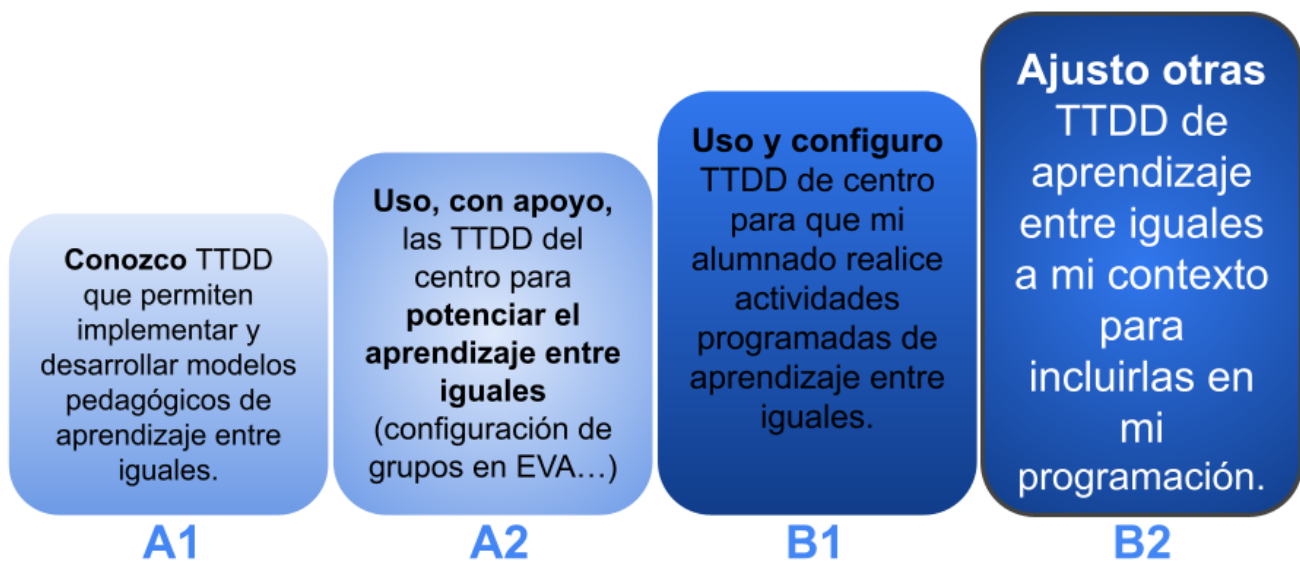 Conozco TTDD
que permiten
implementar y
desarrollar modelos
pedagógicos de
aprendizaje entre
iguales.
A1
Uso, con apoyo,
las TTDD del
centro para
potenciar el
aprendizaje entre
iguales
(configuración de
grupos en EVA…)
A2
Uso y configuro
TTDD de centro
para que mi
alumnado realice
actividades
programadas de
aprendizaje entre
iguales.
B1
Ajusto otras
TTDD de
aprendizaje
entre iguales
a mi contexto
para
incluirlas en
mi
programación.
B2